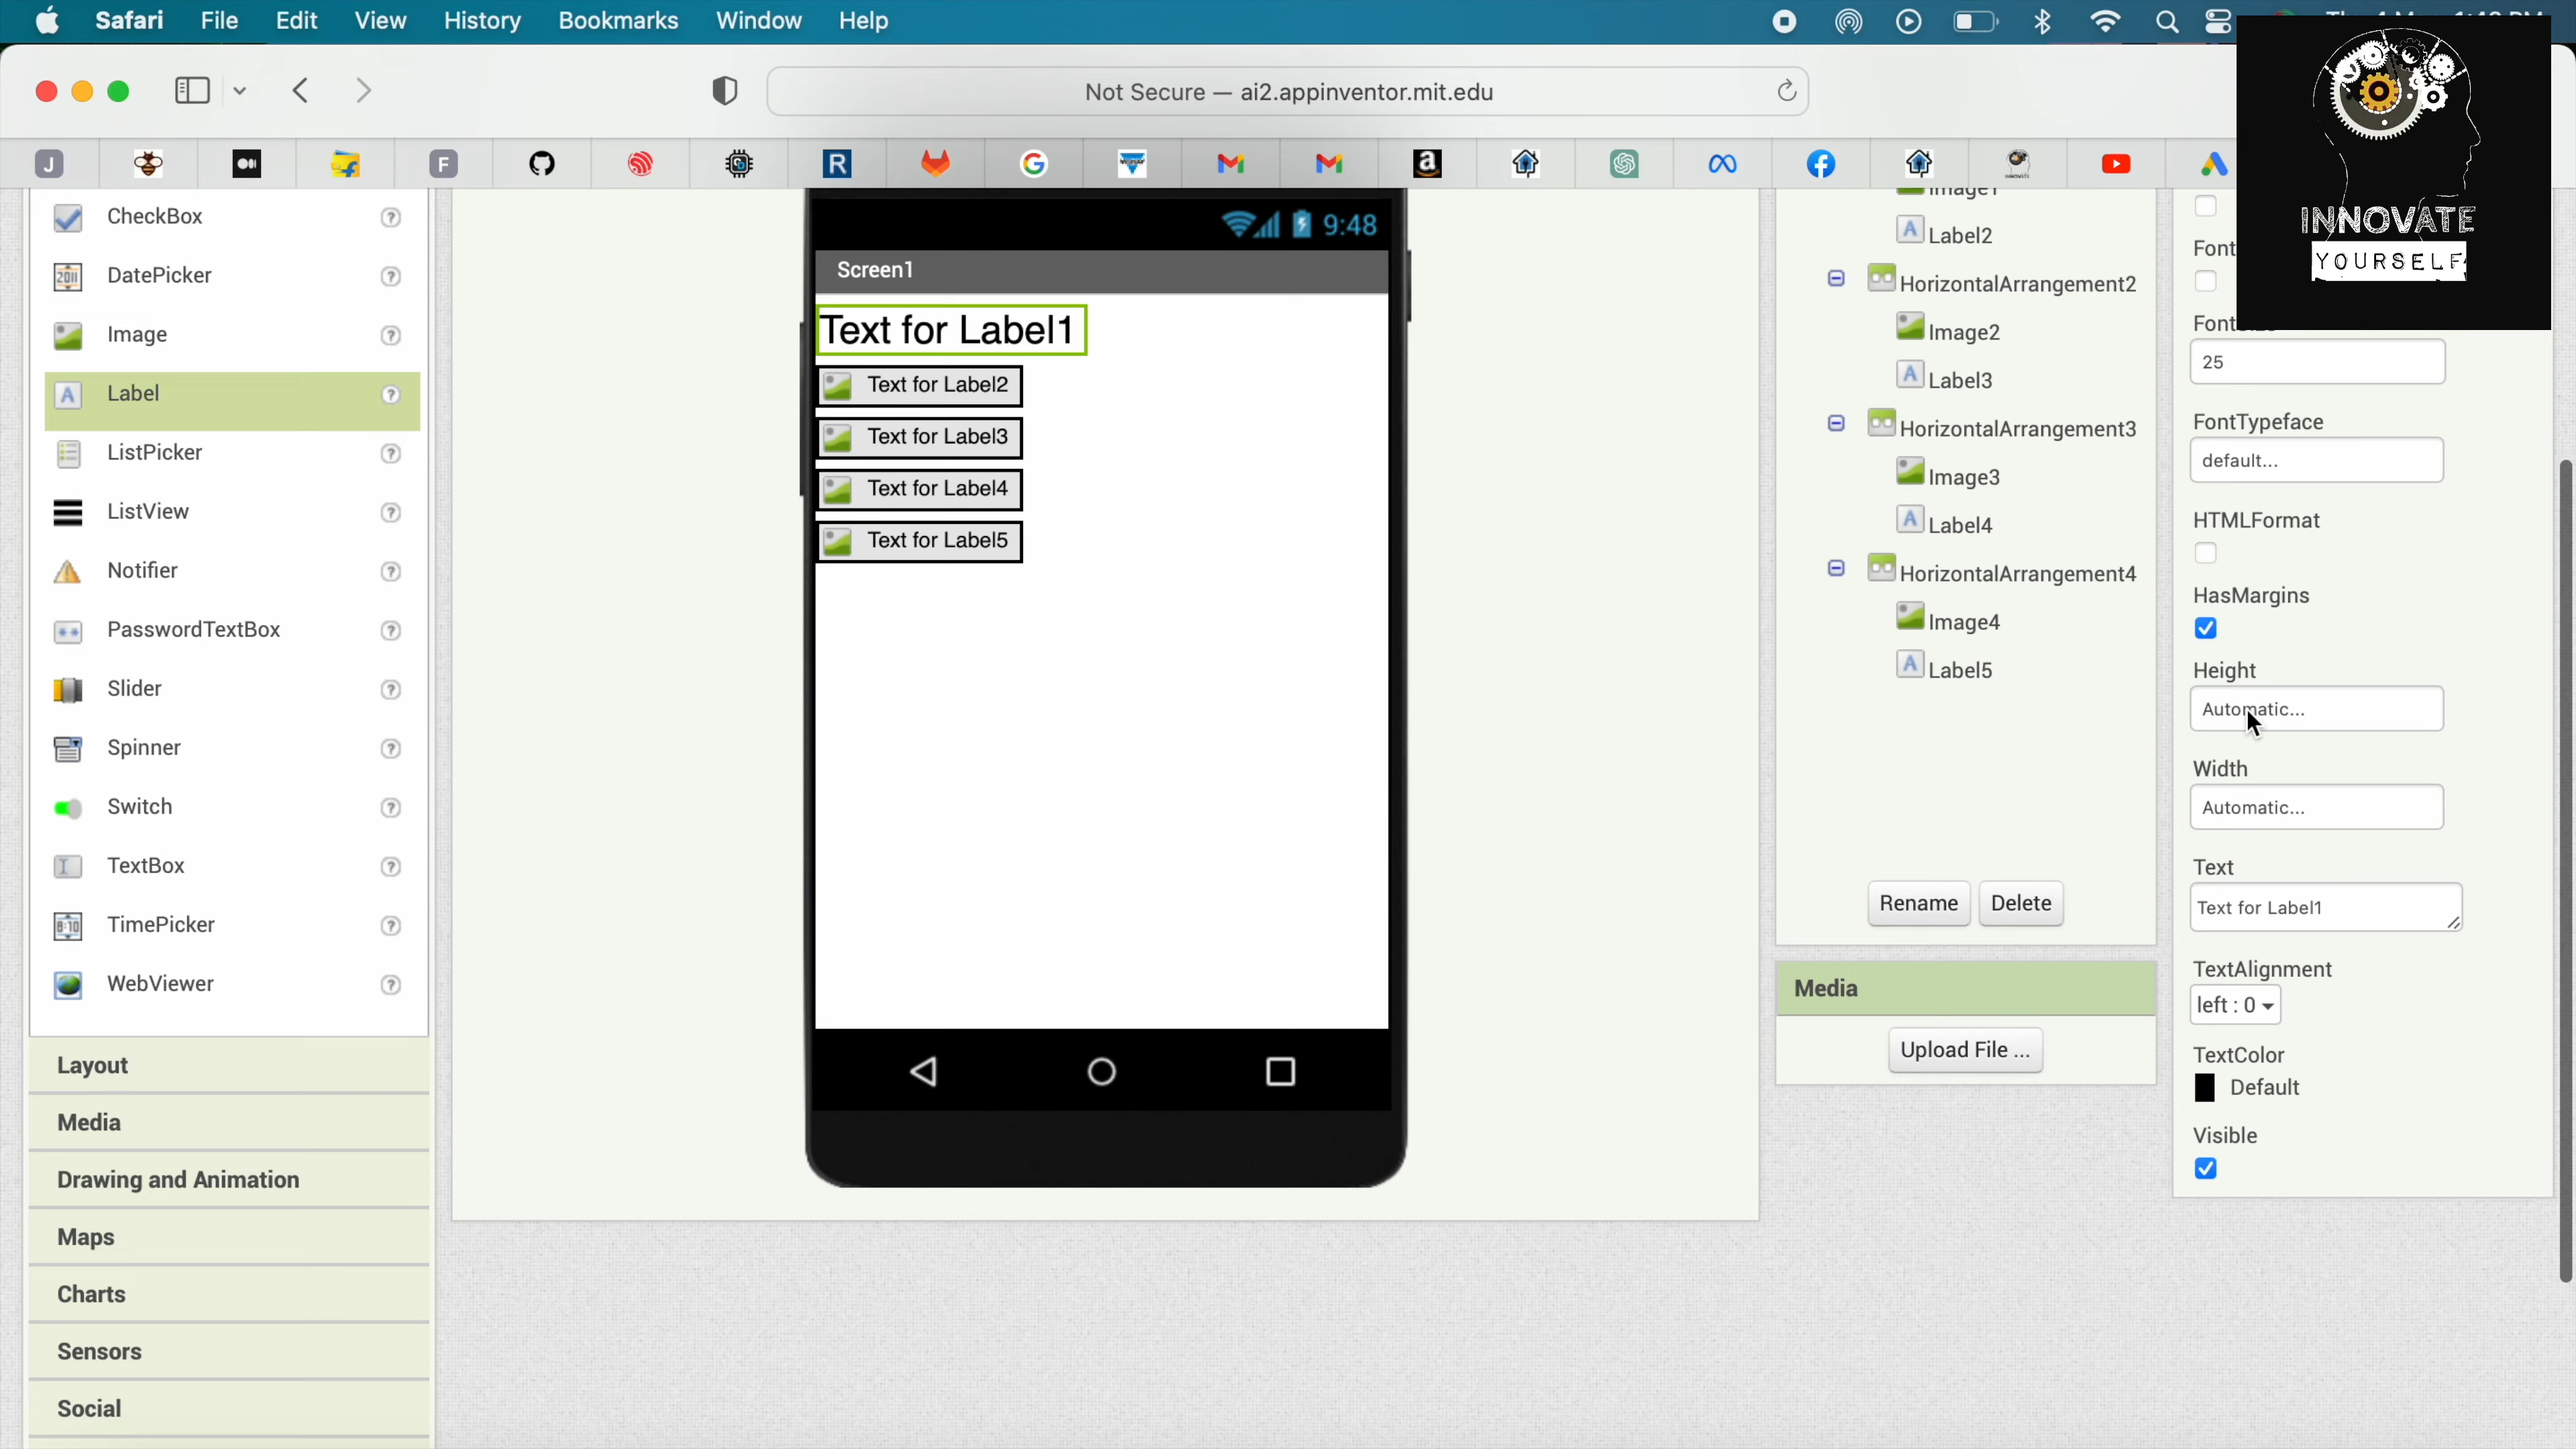 Safari File Edit View History Bookmarks Window Help
Not Secure — ai2.appinventor.mit.edu
J F R a
INNOVATE
YOURSELF
CheckBox ?
DatePicker ?
Image ?
Label ?
ListPicker ?
ListView ?
Notifier ?
PasswordTextBox ?
Slider ?
Spinner ?
Switch ?
TextBox ?
TimePicker ?
WebViewer ?
Layout
Media
Drawing and Animation
Maps
Charts
Sensors
Social
9:48
Screen1
Text for Label1
Text for Label2
Text for Label3
Text for Label4
Text for Label5
Image1
Label2
HorizontalArrangement2
Image2
Label3
HorizontalArrangement3
Image3
Label4
HorizontalArrangement4
Image4
Label5
Rename Delete
Media
Upload File ...
Font
25
FontTypeface
default...
HTMLFormat
HasMargins
Height
Automatic...
Width
Automatic...
Text
Text for Label1
TextAlignment
left : 0
TextColor
Default
Visible